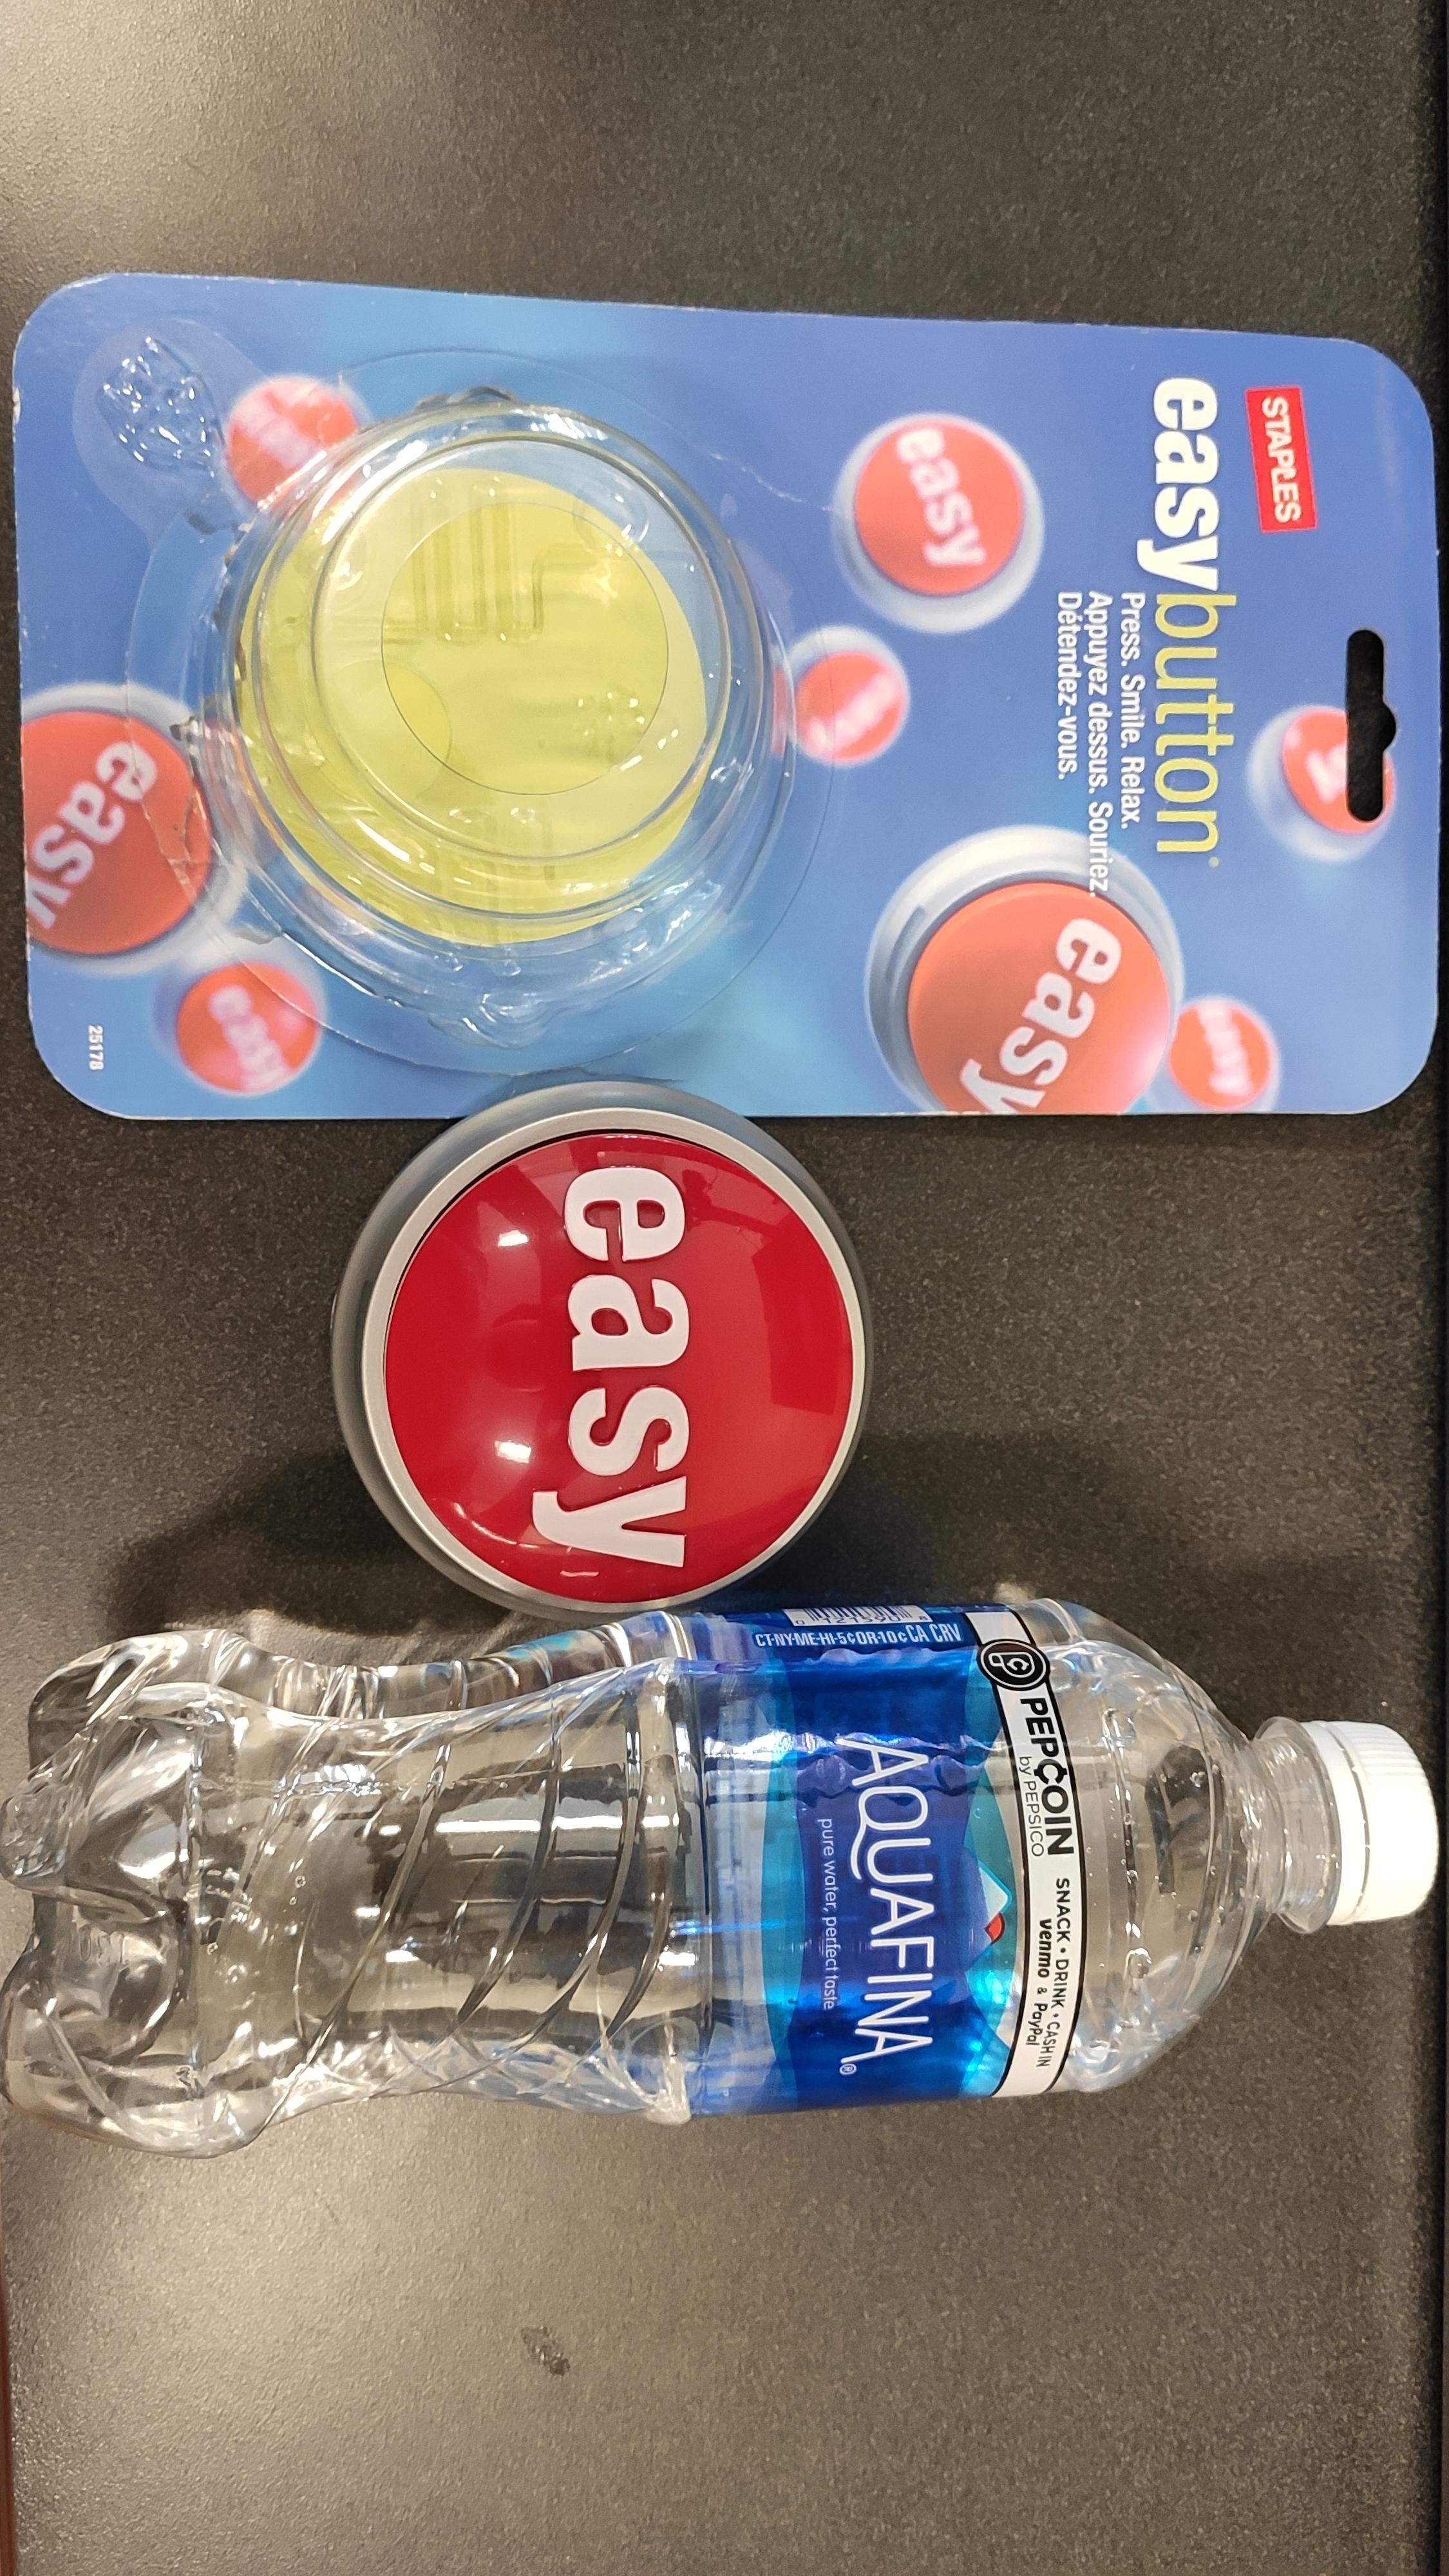 STAPLES
easybutton®
Press. Smile. Relax.
Appuyez dessus. Souriez.
Détendez-vous.
easy
easy
easy
easy
easy
25178
easy
CT-NY-ME-HI-5¢OR-10¢CA CRV
PEPCOIN
by PEPSICO
SNACK • DRINK • CASH IN
venmo & PayPal
AQUAFINA®
pure water, perfect taste